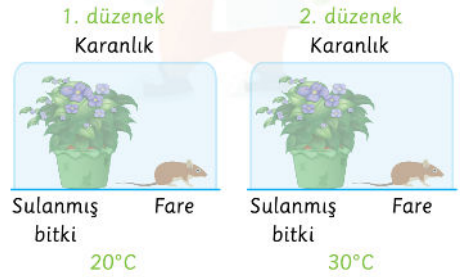 1. düzenek
Karanlık
Sulanmış
bitki
Fare
20°C
2. düzenek
Karanlık
Sulanmış
bitki
Fare
30°C